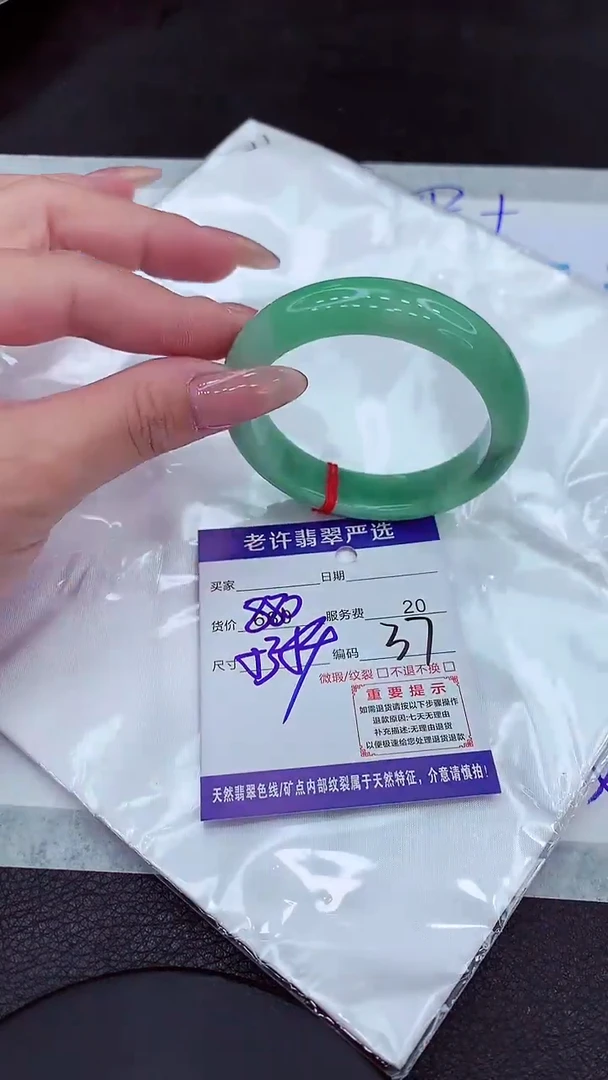 老许翡翠严选
买家 日期
货价 服务费 20
尺寸 编码 37
微瑕/纹裂 □不退不换 □
重要提示
如需退货请按以下步骤操作
退款原因:七天无理由
补充描述:无理由退货
以便极速给您处理退货退款
天然翡翠色线/矿点内部纹裂属于天然特征，介意请慎拍!